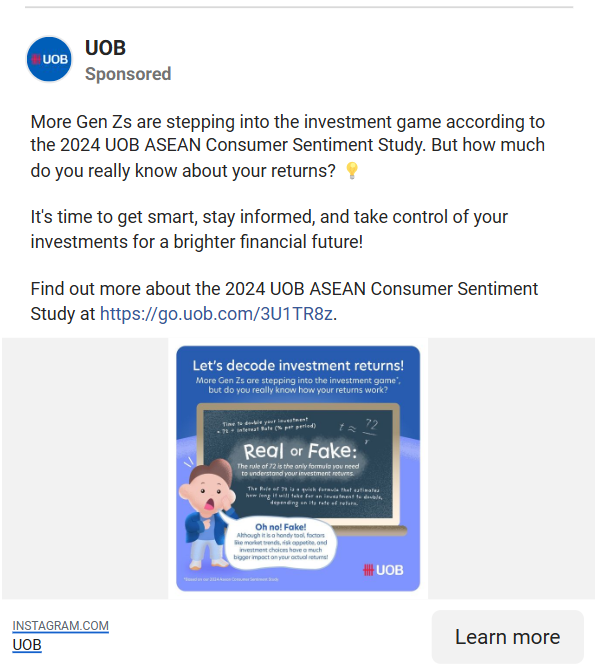 UOB
UOB
Sponsored
More Gen Zs are stepping into the investment game according to
the 2024 UOB ASEAN Consumer Sentiment Study. But how much
do you really know about your returns? 💡
It's time to get smart, stay informed, and take control of your
investments for a brighter financial future!
Find out more about the 2024 UOB ASEAN Consumer Sentiment
Study at https://go.uob.com/3U1TR8z.
Let's decode investment returns!
More Gen Zs are stepping into the investment game*,
but do you really know how your returns work?
Time to double your investment
= 72 ÷ Interest Rate (% per period)
t ≈ 72
r
Real or Fake:
The rule of 72 is the only formula you need
to understand your investment returns.
The Rule of 72 is a quick formula that estimates
how long it will take for an investment to double,
depending on its rate of return.
Oh no! Fake!
Although it is a handy tool, factors
like market trends, risk appetite, and
investment choices have a much
bigger impact on your actual returns!
UOB
*Based on our 2024 ASEAN Consumer Sentiment Study
INSTAGRAM.COM
UOB
Learn more